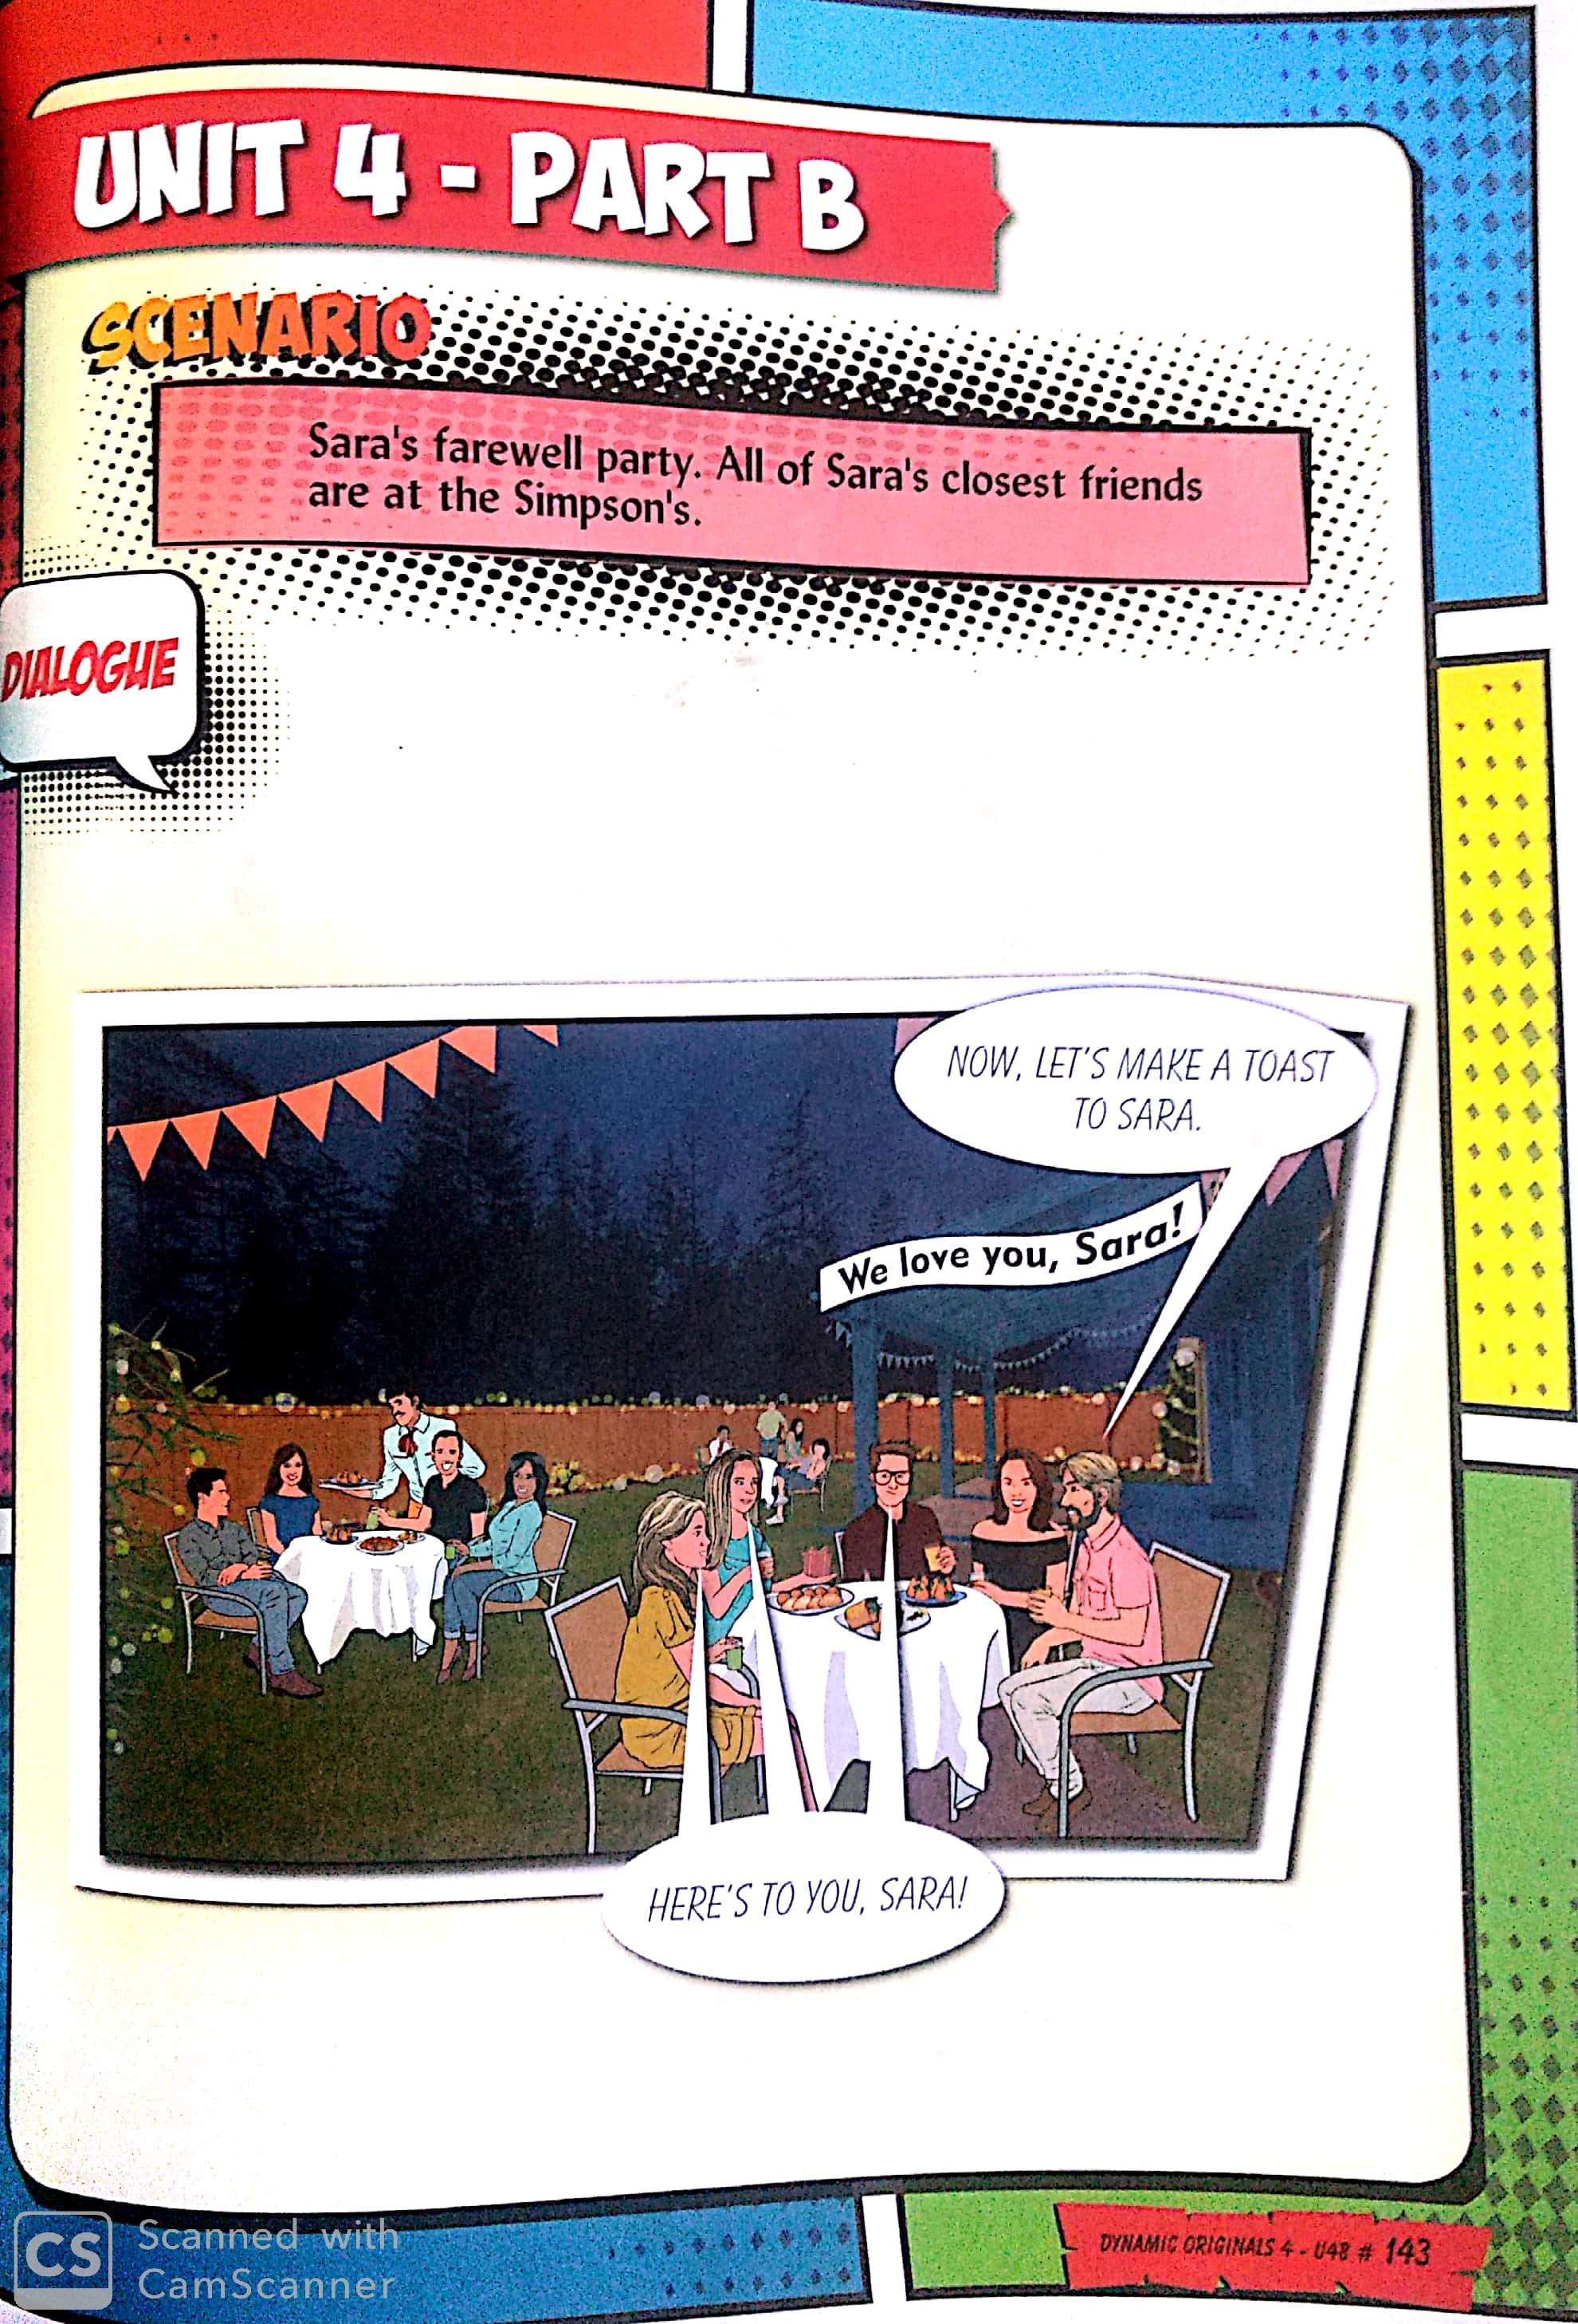 UNIT 4 - PART B
SCENARIO
Sara's farewell party. All of Sara's closest friends
are at the Simpson's.
DIALOGUE
NOW, LET'S MAKE A TOAST
TO SARA.
We love you, Sara!
HERE'S TO YOU, SARA!
DYNAMIC ORIGINALS 4 - U4B # 143
CS
Scanned with
CamScanner